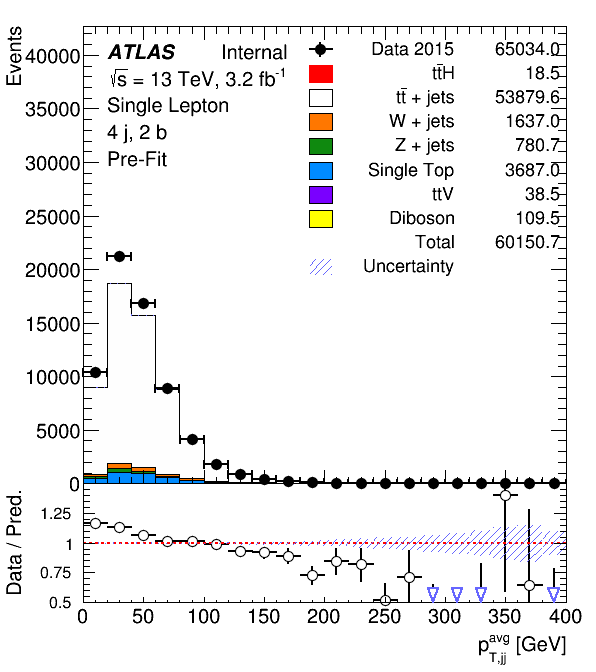 Events
ATLAS Internal
√s = 13 TeV, 3.2 fb⁻¹
Single Lepton
4 j, 2 b
Pre-Fit
Data 2015 65034.0
tt̄H 18.5
tt̄ + jets 53879.6
W + jets 1637.0
Z + jets 780.7
Single Top 3687.0
ttV 38.5
Diboson 109.5
Total 60150.7
Uncertainty
40000
35000
30000
25000
20000
15000
10000
5000
0
Data / Pred.
1.25
1
0.75
0.5
0 50 100 150 200 250 300 350 400
p_{T,jj}^{avg} [GeV]